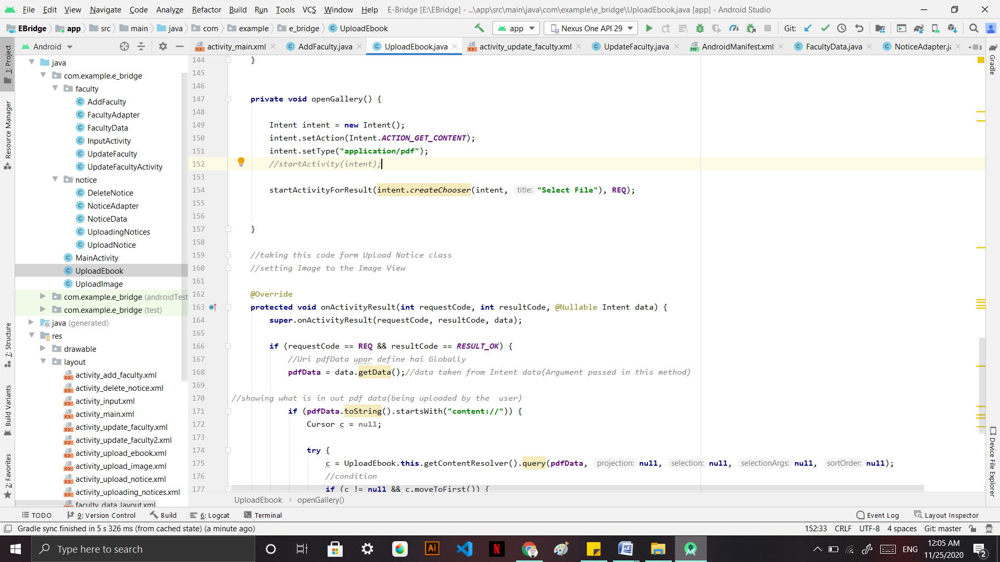 File Edit View Navigate Code Analyze Refactor Build Run Tools VCS Window Help E-Bridge [E:\EBridge] - ...\app\src\main\java\com\example\e_bridge\UploadEbook.java [app] - Android Studio
EBridge app src main java com example e_bridge UploadEbook app Nexus One API 29 Git:
Android activity_main.xml AddFaculty.java UploadEbook.java activity_update_faculty.xml UpdateFaculty.java AndroidManifest.xml FacultyData.java NoticeAdapter.ja 3
1: Project
Resource Manager
7: Structure
Build Variants
2: Favorites
java
com.example.e_bridge
faculty
AddFaculty
FacultyAdapter
FacultyData
InputActivity
UpdateFaculty
UpdateFacultyActivity
notice
DeleteNotice
NoticeAdapter
NoticeData
UploadingNotices
UploadNotice
MainActivity
UploadEbook
UploadImage
com.example.e_bridge (androidTest
com.example.e_bridge (test)
java (generated)
res
drawable
layout
activity_add_faculty.xml
activity_delete_notice.xml
activity_input.xml
activity_main.xml
activity_update_faculty.xml
activity_update_faculty2.xml
activity_upload_ebook.xml
activity_upload_image.xml
activity_upload_notice.xml
activity_uploading_notices.xml
faculty_data_layout.xml
144 }
145
146
147 private void openGallery() {
148
149 Intent intent = new Intent();
150 intent.setAction(Intent.ACTION_GET_CONTENT);
151 intent.setType("application/pdf");
152 //startActivity(intent);
153
154 startActivityForResult(intent.createChooser(intent, title: "Select File"), REQ);
155
156
157 }
158
159 //taking this code form Upload Notice class
160 //setting Image to the Image View
161
162 @Override
163 protected void onActivityResult(int requestCode, int resultCode, @Nullable Intent data) {
164 super.onActivityResult(requestCode, resultCode, data);
165
166 if (requestCode == REQ && resultCode == RESULT_OK) {
167 //Uri pdfData upar define hai Globally
168 pdfData = data.getData();//data taken from Intent data(Argument passed in this method)
169
170 //showing what is in out pdf data(being uploaded by the  user)
171 if (pdfData.toString().startsWith("content://")) {
172 Cursor c = null;
173
174 try {
175 c = UploadEbook.this.getContentResolver().query(pdfData, projection: null, selection: null, selectionArgs: null, sortOrder: null);
176 //condition
177 if (c != null && c.moveToFirst()) {
Gradle
Device File Explorer
UploadEbook openGallery()
TODO 9: Version Control Build 6: Logcat Terminal Event Log Layout Inspector
Gradle sync finished in 5 s 326 ms (from cached state) (a minute ago) 152:33 CRLF UTF-8 4 spaces Git: master
Type here to search
ENG
12:05 AM
11/25/2020
2